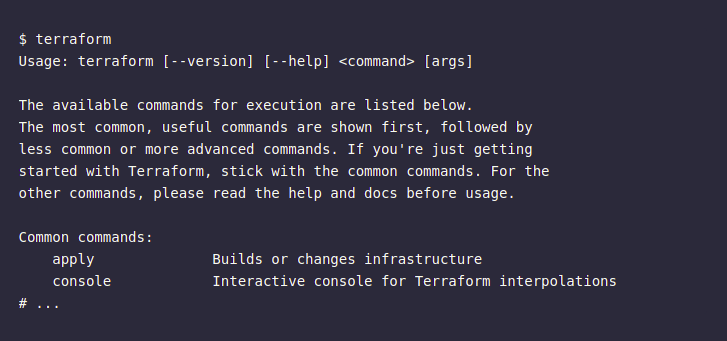 $ terraform
Usage: terraform [--version] [--help] <command> [args]
The available commands for execution are listed below.
The most common, useful commands are shown first, followed by
less common or more advanced commands. If you're just getting
started with Terraform, stick with the common commands. For the
other commands, please read the help and docs before usage.
Common commands:
    apply              Builds or changes infrastructure
    console            Interactive console for Terraform interpolations
# ...